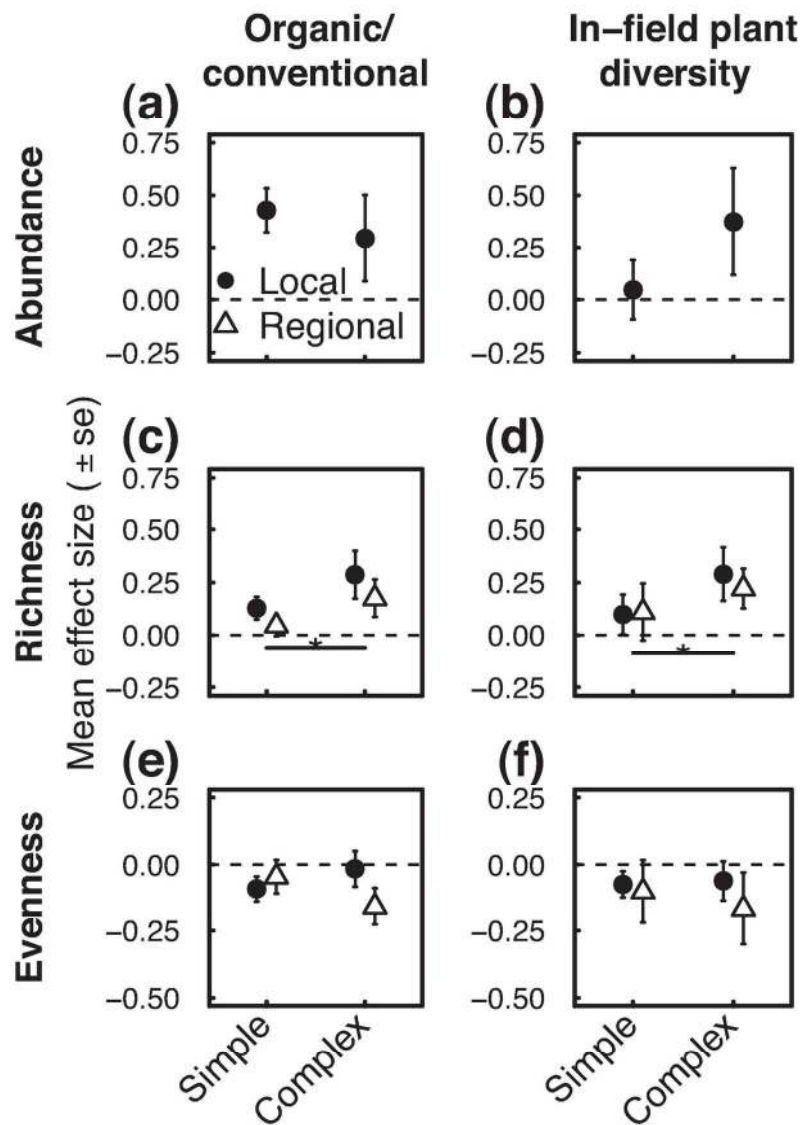 Organic/
conventional
In−field plant
diversity
(a)
(b)
Abundance
0.75
0.50
0.25
0.00
−0.25
Local
Regional
0.75
0.50
0.25
0.00
−0.25
Mean effect size ( ± se)
(c)
(d)
Richness
0.75
0.50
0.25
0.00
−0.25
*
0.75
0.50
0.25
0.00
−0.25
*
(e)
(f)
Evenness
0.25
0.00
−0.25
−0.50
0.25
0.00
−0.25
−0.50
Simple
Complex
Simple
Complex